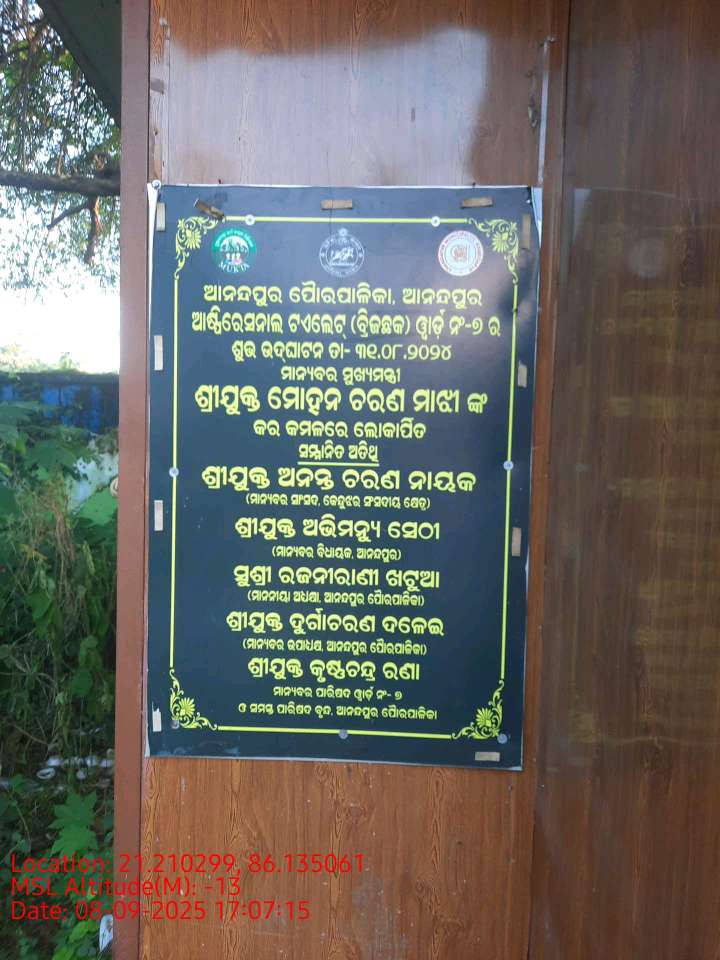 MUKTA
ଆନନ୍ଦପୁର ପୌରପାଳିକା, ଆନନ୍ଦପୁର
ଆଷ୍ପିରେସନାଲ ଟଏଲେଟ୍ (ବ୍ରିଜଛକ) ୱାର୍ଡ଼ ନଂ-୭ ର
ଶୁଭ ଉଦ୍‌ଘାଟନ ତା- ୩୧.୦୮.୨୦୨୪
ମାନ୍ୟବର ମୁଖ୍ୟମନ୍ତ୍ରୀ
ଶ୍ରୀଯୁକ୍ତ ମୋହନ ଚରଣ ମାଝୀ ଙ୍କ
କର କମଳରେ ଲୋକାର୍ପିତ
ସମ୍ମାନିତ ଅତିଥି
ଶ୍ରୀଯୁକ୍ତ ଅନନ୍ତ ଚରଣ ନାୟକ
(ମାନ୍ୟବର ସାଂସଦ, କେନ୍ଦୁଝର ସଂସଦୀୟ କ୍ଷେତ୍ର)
ଶ୍ରୀଯୁକ୍ତ ଅଭିମନ୍ୟୁ ସେଠୀ
(ମାନ୍ୟବର ବିଧାୟକ, ଆନନ୍ଦପୁର)
ସୁଶ୍ରୀ ରଜନୀରାଣୀ ଖଟୁଆ
(ମାନନୀୟା ଅଧ୍ୟକ୍ଷା, ଆନନ୍ଦପୁର ପୌରପାଳିକା)
ଶ୍ରୀଯୁକ୍ତ ଦୁର୍ଗାଚରଣ ଦଳେଇ
(ମାନ୍ୟବର ଉପାଧ୍ୟକ୍ଷ, ଆନନ୍ଦପୁର ପୌରପାଳିକା)
ଶ୍ରୀଯୁକ୍ତ କୃଷ୍ଣଚନ୍ଦ୍ର ରଣା
ମାନ୍ୟବର ପାରିଷଦ ୱାର୍ଡ଼ ନଂ- ୭
ଓ ସମସ୍ତ ପାରିଷଦ ବୃନ୍ଦ, ଆନନ୍ଦପୁର ପୌରପାଳିକା
Location: 21.210299, 86.135061
MSL Altitude(M): -13
Date: 08-09-2025 17:07:15